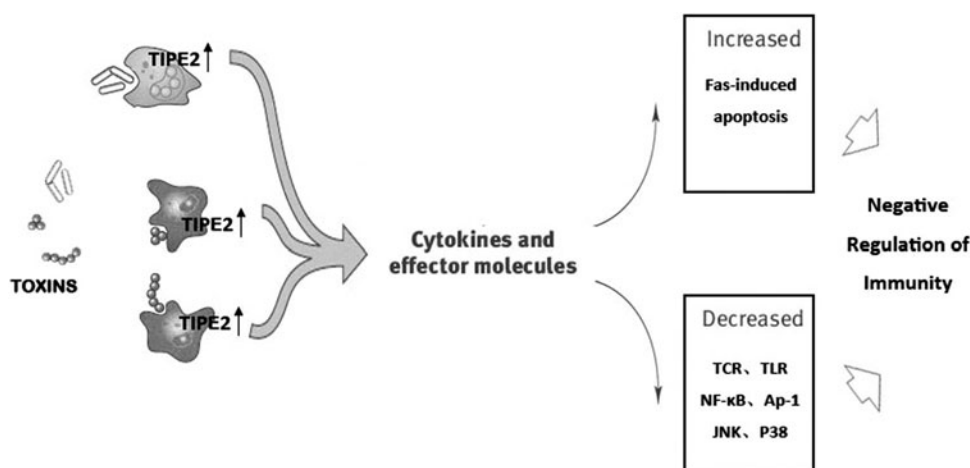 TIPE2
TIPE2
TIPE2
TOXINS
Cytokines and
effector molecules
Increased
Fas-induced
apoptosis
Decreased
TCR、TLR
NF-κB、Ap-1
JNK、P38
Negative
Regulation of
Immunity